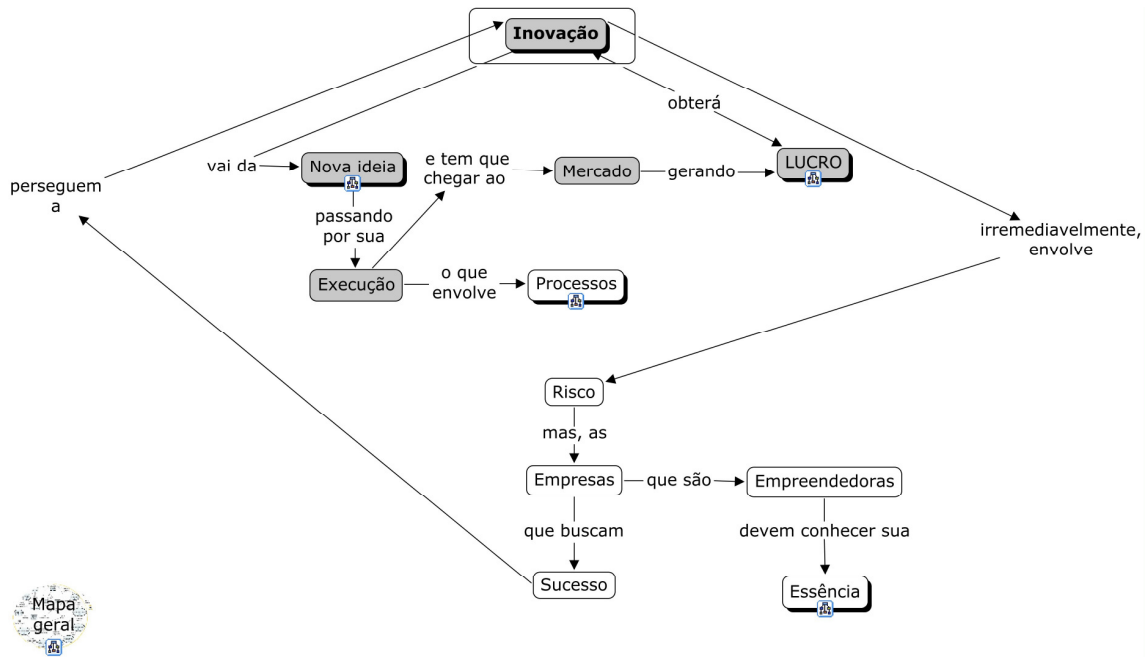 Inovação
obterá
vai da
Nova ideia
e tem que
chegar ao
Mercado
gerando
LUCRO
perseguem
a
passando
por sua
irremediavelmente,
envolve
Execução
o que
envolve
Processos
Risco
mas, as
Empresas
que são
Empreendedoras
que buscam
devem conhecer sua
Sucesso
Essência
Mapa
geral